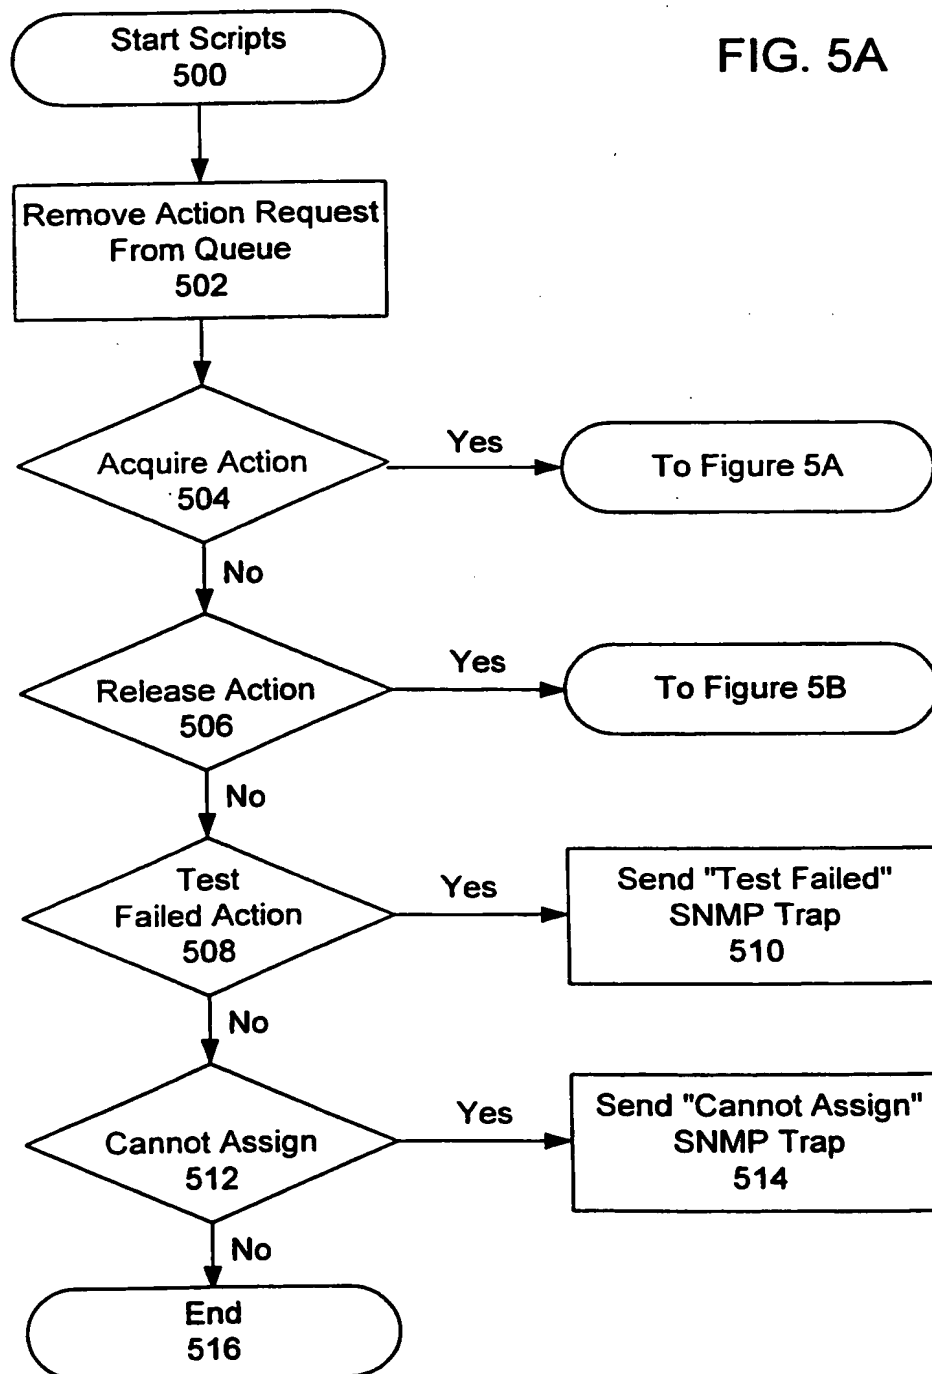 FIG. 5A
Start Scripts
500
Remove Action Request
From Queue
502
Acquire Action
504
Yes
To Figure 5A
No
Release Action
506
Yes
To Figure 5B
No
Test
Failed Action
508
Yes
Send "Test Failed"
SNMP Trap
510
No
Cannot Assign
512
Yes
Send "Cannot Assign"
SNMP Trap
514
No
End
516